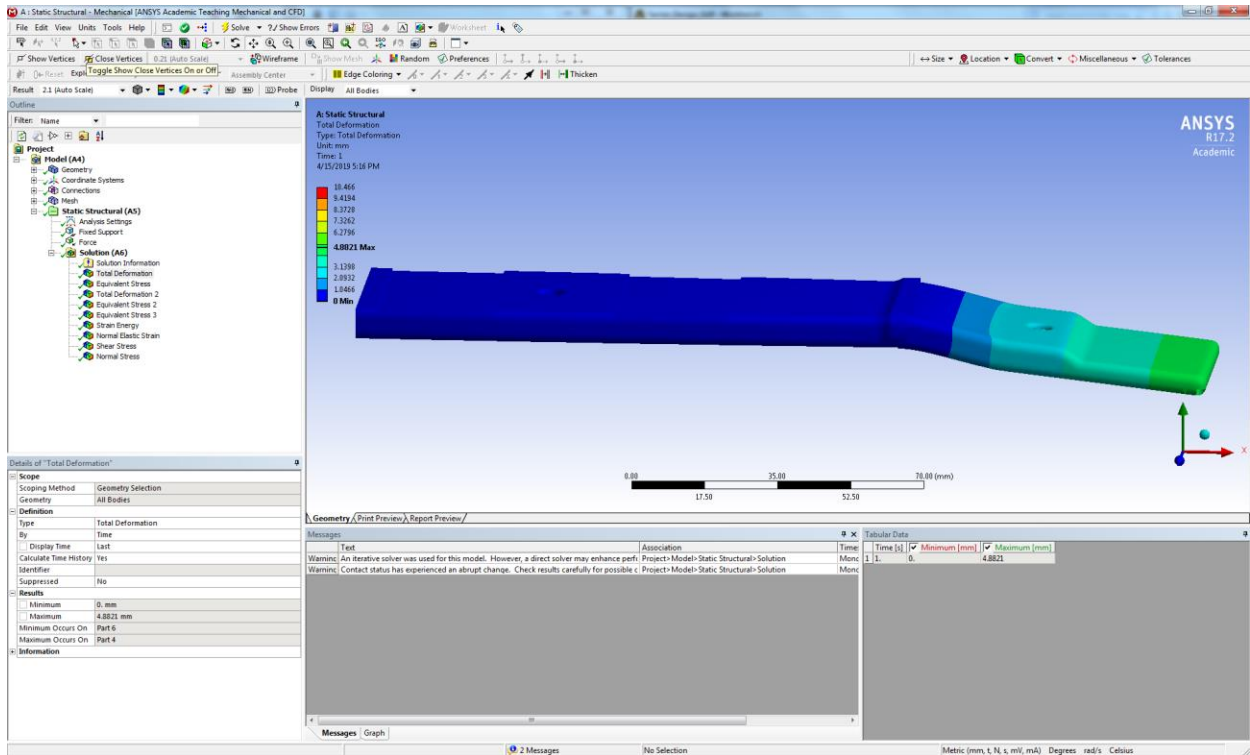 A : Static Structural - Mechanical [ANSYS Academic Teaching Mechanical and CFD]
File Edit View Units Tools Help Solve ?/ Show Errors Worksheet
Show Vertices Close Vertices 0.21 (Auto Scale) Wireframe Show Mesh Random Preferences Size Location Convert Miscellaneous Tolerances
Reset Toggle Show Close Vertices On or Off Assembly Center Edge Coloring Thicken
Result 2.1 (Auto Scale) Probe Display All Bodies
Outline
Filter: Name
Project
Model (A4)
Geometry
Coordinate Systems
Connections
Mesh
Static Structural (A5)
Analysis Settings
Fixed Support
Force
Solution (A6)
Solution Information
Total Deformation
Equivalent Stress
Total Deformation 2
Equivalent Stress 2
Equivalent Stress 3
Strain Energy
Normal Elastic Strain
Shear Stress
Normal Stress
A: Static Structural
Total Deformation
Type: Total Deformation
Unit: mm
Time: 1
4/15/2019 5:16 PM
10.466
9.4194
8.3728
7.3262
6.2796
4.8821 Max
3.1398
2.0932
1.0466
0 Min
ANSYS
R17.2
Academic
X
0.00 35.00 70.00 (mm)
17.50 52.50
Geometry Print Preview Report Preview
Details of "Total Deformation"
Scope
Scoping Method Geometry Selection
Geometry All Bodies
Definition
Type Total Deformation
By Time
Display Time Last
Calculate Time History Yes
Identifier
Suppressed No
Results
Minimum 0. mm
Maximum 4.8821 mm
Minimum Occurs On Part 6
Maximum Occurs On Part 4
Information
Messages
Text Association Time
Warning An iterative solver was used for this model. However, a direct solver may enhance perf Project>Model>Static Structural>Solution Mon
Warning Contact status has experienced an abrupt change. Check results carefully for possible c Project>Model>Static Structural>Solution Mon
Messages Graph
Tabular Data
Time [s] Minimum [mm] Maximum [mm]
1 1. 0. 4.8821
2 Messages No Selection Metric (mm, t, N, s, mV, mA) Degrees rad/s Celsius